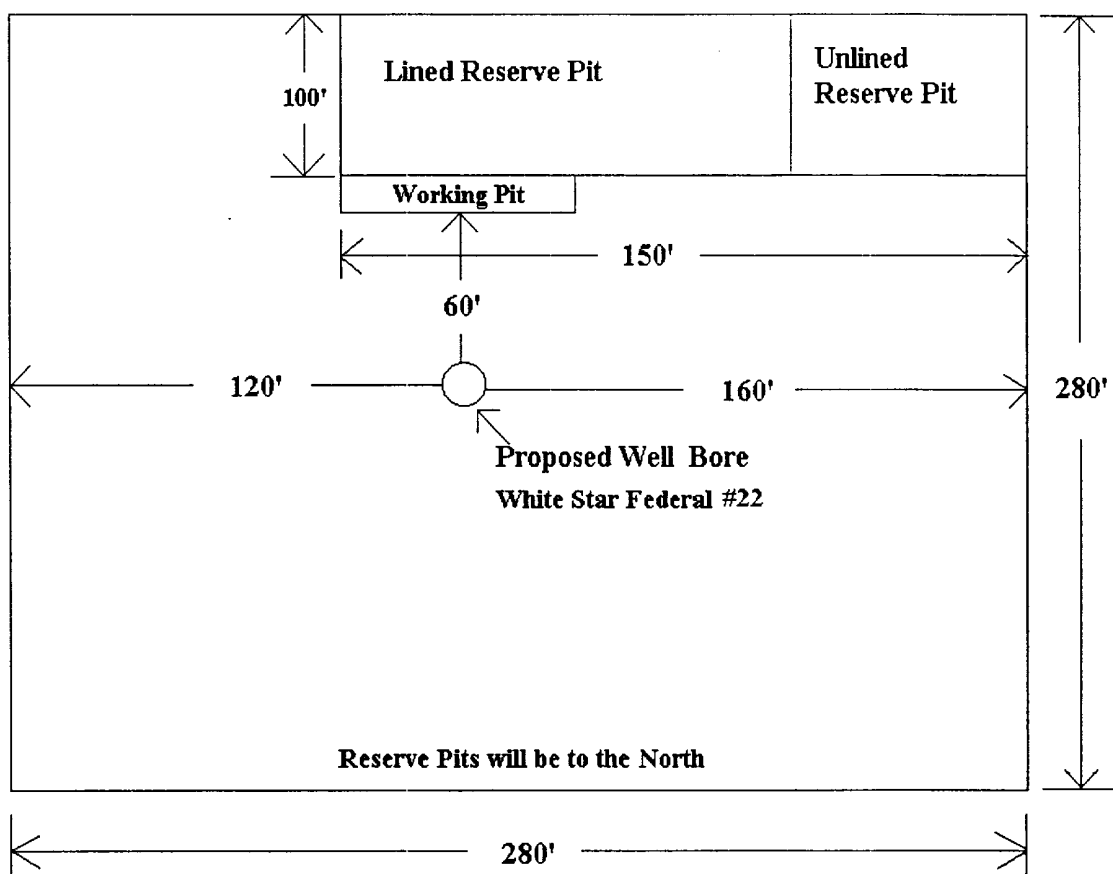 Lined Reserve Pit
Unlined
Reserve Pit
100'
Working Pit
150'
60'
120'
160'
280'
Proposed Well Bore
White Star Federal #22
Reserve Pits will be to the North
280'